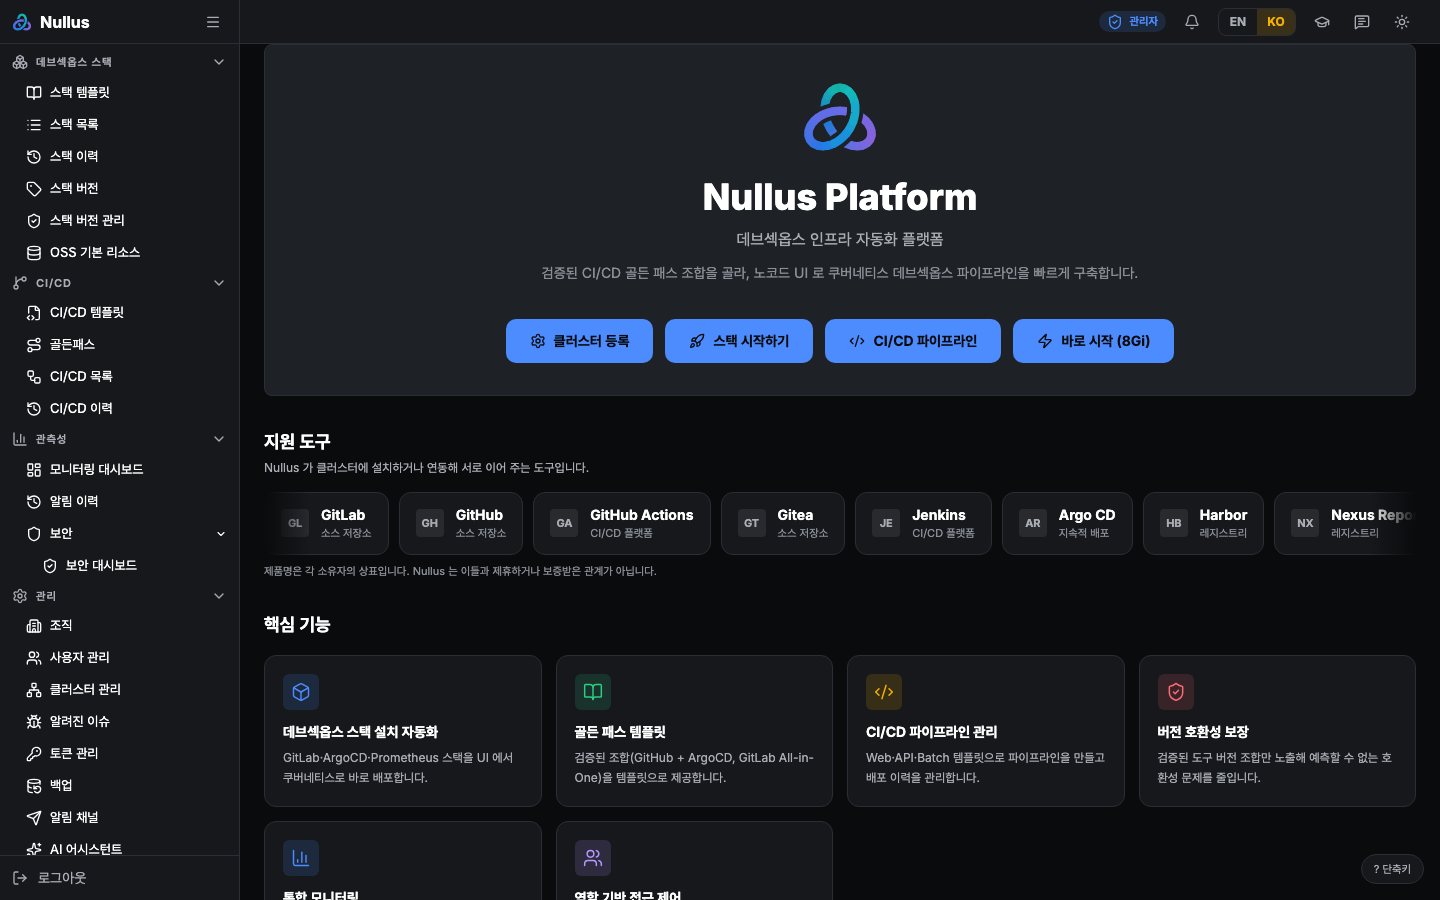 Nullus
관리자
EN
KO
데브섹옵스 스택
스택 템플릿
스택 목록
스택 이력
스택 버전
스택 버전 관리
OSS 기본 리소스
CI/CD
CI/CD 템플릿
골든패스
CI/CD 목록
CI/CD 이력
관측성
모니터링 대시보드
알림 이력
보안
보안 대시보드
관리
조직
사용자 관리
클러스터 관리
알려진 이슈
토큰 관리
백업
알림 채널
AI 어시스턴트
로그아웃
Nullus Platform
데브섹옵스 인프라 자동화 플랫폼
검증된 CI/CD 골든 패스 조합을 골라, 노코드 UI 로 쿠버네티스 데브섹옵스 파이프라인을 빠르게 구축합니다.
클러스터 등록
스택 시작하기
CI/CD 파이프라인
바로 시작 (8Gi)
지원 도구
Nullus 가 클러스터에 설치하거나 연동해 서로 이어 주는 도구입니다.
GL
GitLab
소스 저장소
GH
GitHub
소스 저장소
GA
GitHub Actions
CI/CD 플랫폼
GT
Gitea
소스 저장소
JE
Jenkins
CI/CD 플랫폼
AR
Argo CD
지속적 배포
HB
Harbor
레지스트리
NX
Nexus Repo
레지스트리
제품명은 각 소유자의 상표입니다. Nullus 는 이들과 제휴하거나 보증받은 관계가 아닙니다.
핵심 기능
데브섹옵스 스택 설치 자동화
GitLab·ArgoCD·Prometheus 스택을 UI 에서
쿠버네티스로 바로 배포합니다.
골든 패스 템플릿
검증된 조합(GitHub + ArgoCD, GitLab All-in-
One)을 템플릿으로 제공합니다.
CI/CD 파이프라인 관리
Web·API·Batch 템플릿으로 파이프라인을 만들고
배포 이력을 관리합니다.
버전 호환성 보장
검증된 도구 버전 조합만 노출해 예측할 수 없는 호
환성 문제를 줄입니다.
통합 모니터링
역할 기반 접근 제어
? 단축키